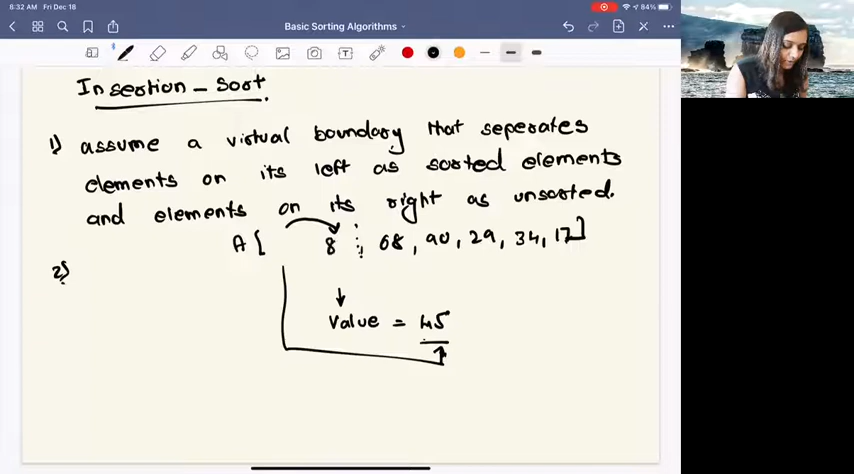 8:32 AM Fri Dec 18
84%
Basic Sorting Algorithms
Insertion - Sort
1) assume a virtual boundary that seperates
elements on its left as sorted elements
and elements on its right as unsorted.
A[ 8 68, 90, 29, 34, 17]
2)
Value = 45